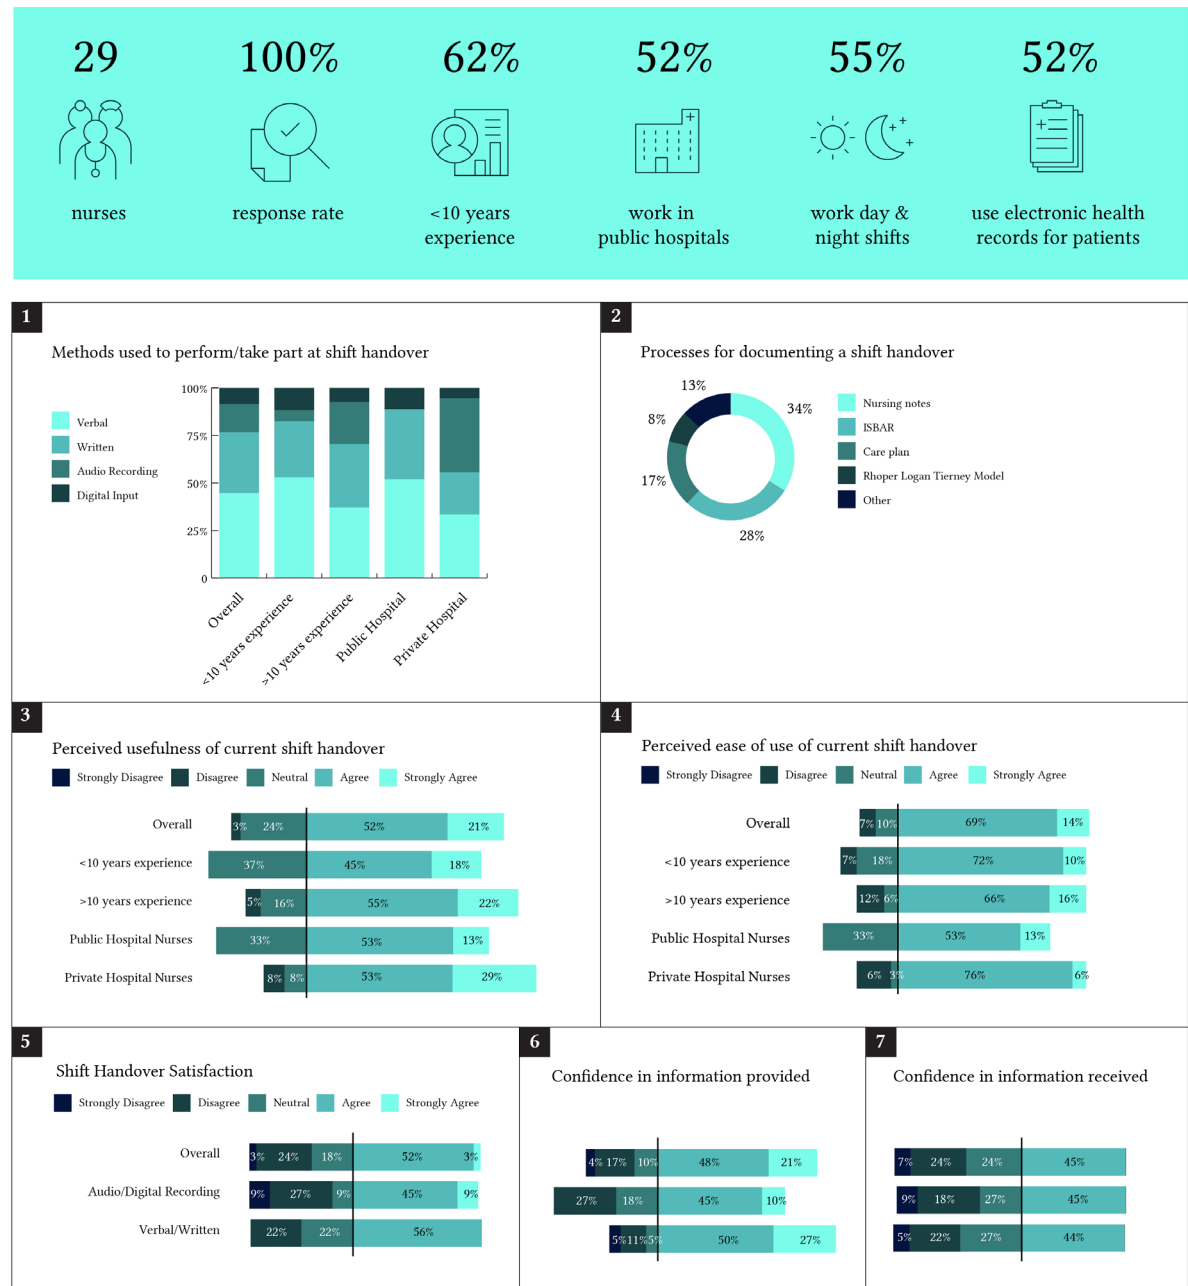 29 100% 62% 52% 55% 52%
nurses response rate <10 years work in work day & use electronic health
experience public hospitals night shifts records for patients
1
Methods used to perform/take part at shift handover
Verbal
Written
Audio Recording
Digital Input
100%
75%
50%
25%
0
Overall
<10 years experience
>10 years experience
Public Hospital
Private Hospital
2
Processes for documenting a shift handover
13%
34%
8%
17%
28%
Nursing notes
ISBAR
Care plan
Rhoper Logan Tierney Model
Other
3
Perceived usefulness of current shift handover
Strongly Disagree Disagree Neutral Agree Strongly Agree
Overall 3% 24% 52% 21%
<10 years experience 37% 45% 18%
>10 years experience 5% 16% 55% 22%
Public Hospital Nurses 33% 53% 13%
Private Hospital Nurses 8% 8% 53% 29%
4
Perceived ease of use of current shift handover
Strongly Disagree Disagree Neutral Agree Strongly Agree
Overall 7% 10% 69% 14%
<10 years experience 7% 18% 72% 10%
>10 years experience 12% 6% 66% 16%
Public Hospital Nurses 33% 53% 13%
Private Hospital Nurses 6% 3% 76% 6%
5
Shift Handover Satisfaction
Strongly Disagree Disagree Neutral Agree Strongly Agree
Overall 3% 24% 18% 52% 3%
Audio/Digital Recording 9% 27% 9% 45% 9%
Verbal/Written 22% 22% 56%
6
Confidence in information provided
4% 17% 10% 48% 21%
27% 18% 45% 10%
5% 11% 5% 50% 27%
7
Confidence in information received
7% 24% 24% 45%
9% 18% 27% 45%
5% 22% 27% 44%